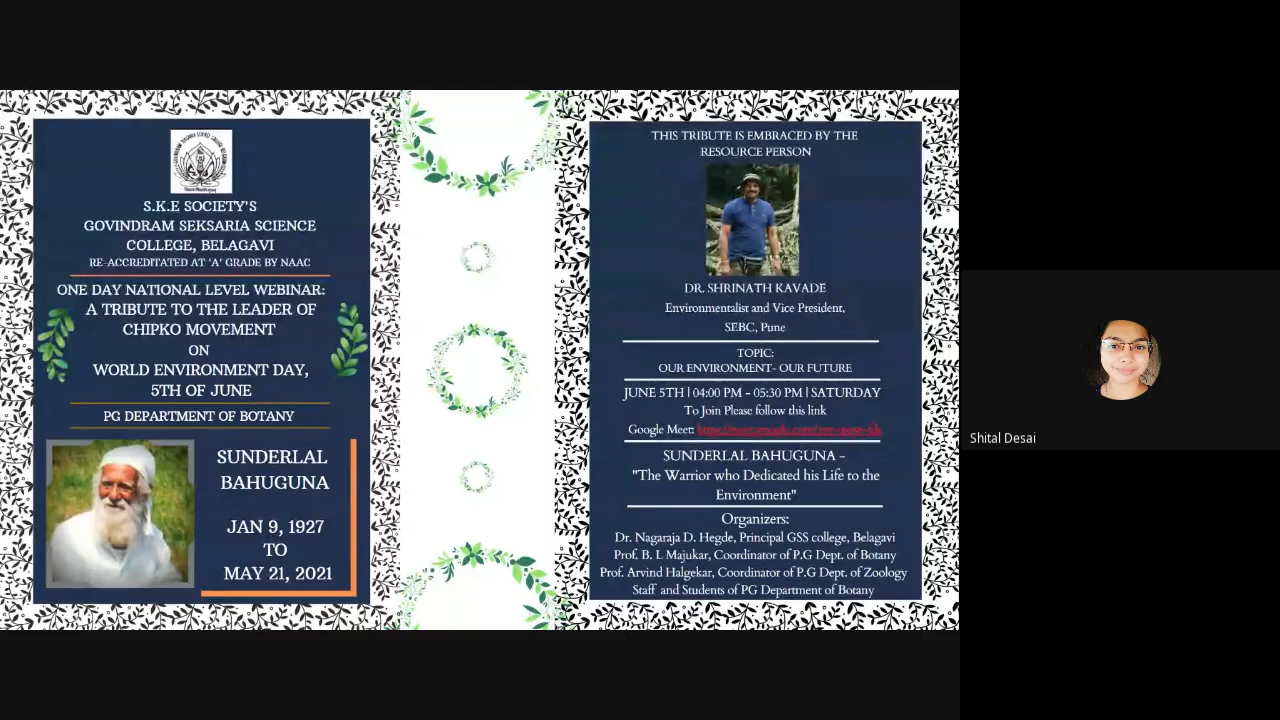 S.K.E SOCIETY'S
GOVINDRAM SEKSARIA SCIENCE
COLLEGE, BELAGAVI
RE-ACCREDITATED AT 'A' GRADE BY NAAC
ONE DAY NATIONAL LEVEL WEBINAR:
A TRIBUTE TO THE LEADER OF
CHIPKO MOVEMENT
ON
WORLD ENVIRONMENT DAY,
5TH OF JUNE
PG DEPARTMENT OF BOTANY
SUNDERLAL
BAHUGUNA
JAN 9, 1927
TO
MAY 21, 2021
THIS TRIBUTE IS EMBRACED BY THE
RESOURCE PERSON
DR. SHRINATH KAVADE
Environmentalist and Vice President,
SEBC, Pune
TOPIC:
OUR ENVIRONMENT- OUR FUTURE
JUNE 5TH | 04:00 PM - 05:30 PM | SATURDAY
To Join Please follow this link
Google Meet:
SUNDERLAL BAHUGUNA -
"The Warrior who Dedicated his Life to the
Environment"
Organizers:
Dr. Nagaraja D. Hegde, Principal GSS college, Belagavi
Prof. B. L Majukar, Coordinator of P.G Dept. of Botany
Prof. Arvind Halgekar, Coordinator of P.G Dept. of Zoology
Staff and Students of PG Department of Botany
Shital Desai